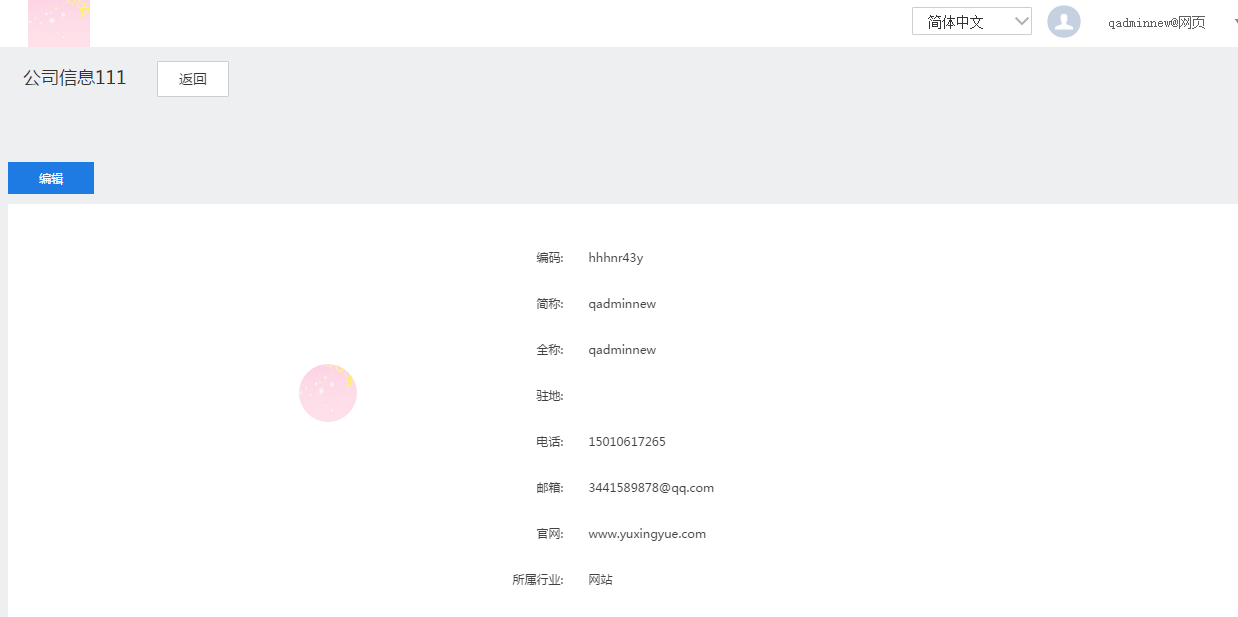 简体中文
qadminnew@网页
公司信息111
返回
编辑
编码: hhhnr43y
简称: qadminnew
全称: qadminnew
驻地:
电话: 15010617265
邮箱: 3441589878@qq.com
官网: www.yuxingyue.com
所属行业: 网站